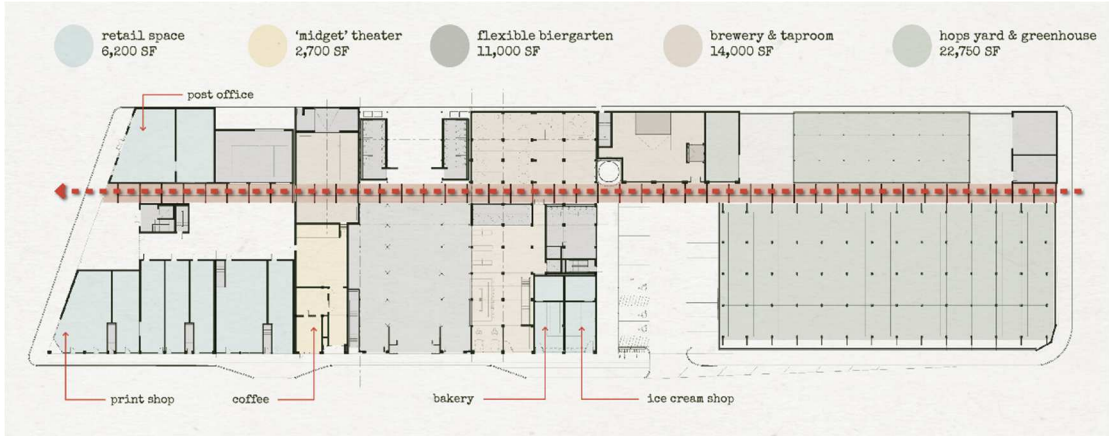 retail space
6,200 SF
'midget' theater
2,700 SF
flexible biergarten
11,000 SF
brewery & taproom
14,000 SF
hops yard & greenhouse
22,750 SF
post office
print shop
coffee
bakery
ice cream shop